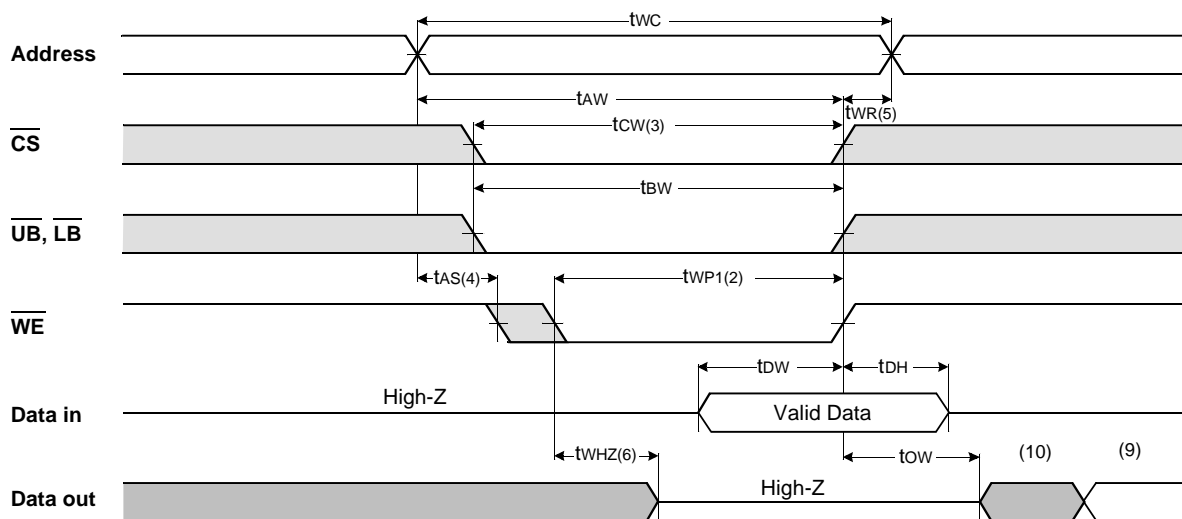 tWC
Address
tAW
tWR(5)
tCW(3)
CS
tBW
UB, LB
tAS(4)
tWP1(2)
WE
tDW
tDH
High-Z
Data in
Valid Data
tWHZ(6)
tOW
(10)
(9)
High-Z
Data out